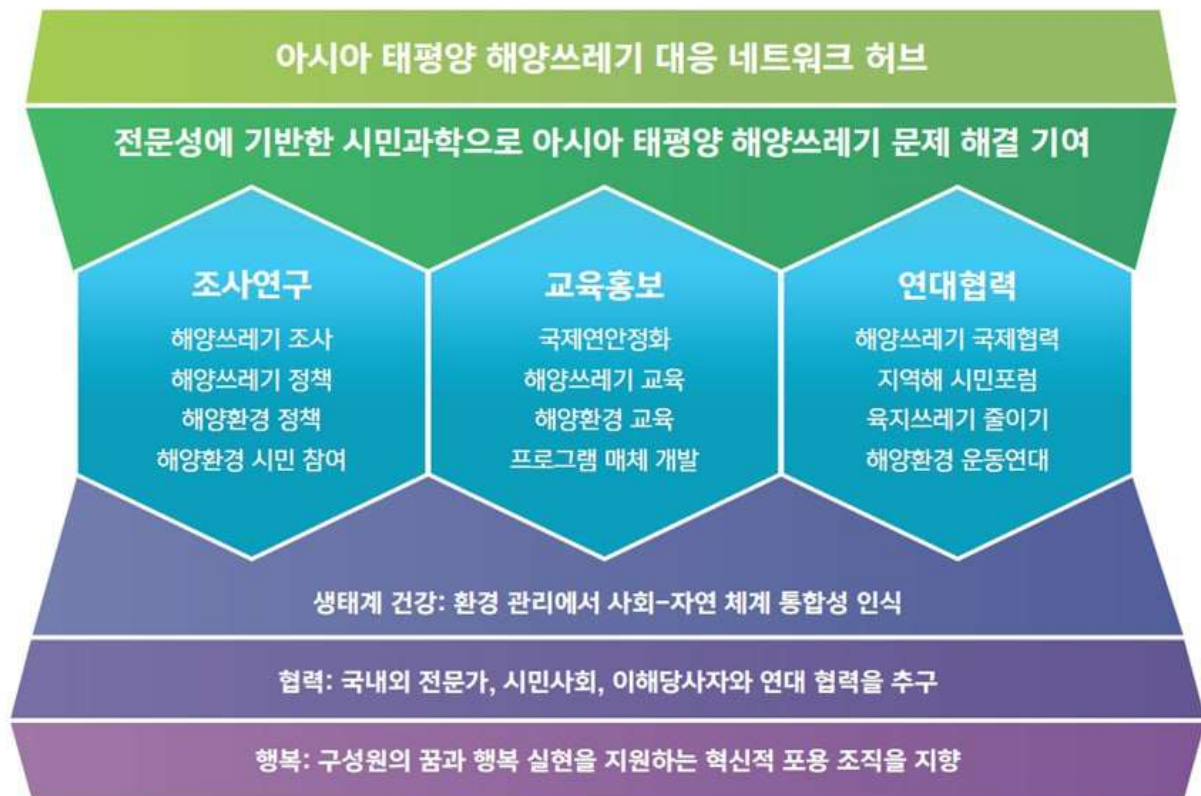 아시아 태평양 해양쓰레기 대응 네트워크 허브
전문성에 기반한 시민과학으로 아시아 태평양 해양쓰레기 문제 해결 기여
조사연구
해양쓰레기 조사
해양쓰레기 정책
해양환경 정책
해양환경 시민 참여
교육홍보
국제연안정화
해양쓰레기 교육
해양환경 교육
프로그램 매체 개발
연대협력
해양쓰레기 국제협력
지역해 시민포럼
육지쓰레기 줄이기
해양환경 운동연대
생태계 건강: 환경 관리에서 사회-자연 체계 통합성 인식
협력: 국내외 전문가, 시민사회, 이해당사자와 연대 협력을 추구
행복: 구성원의 꿈과 행복 실현을 지원하는 혁신적 포용 조직을 지향